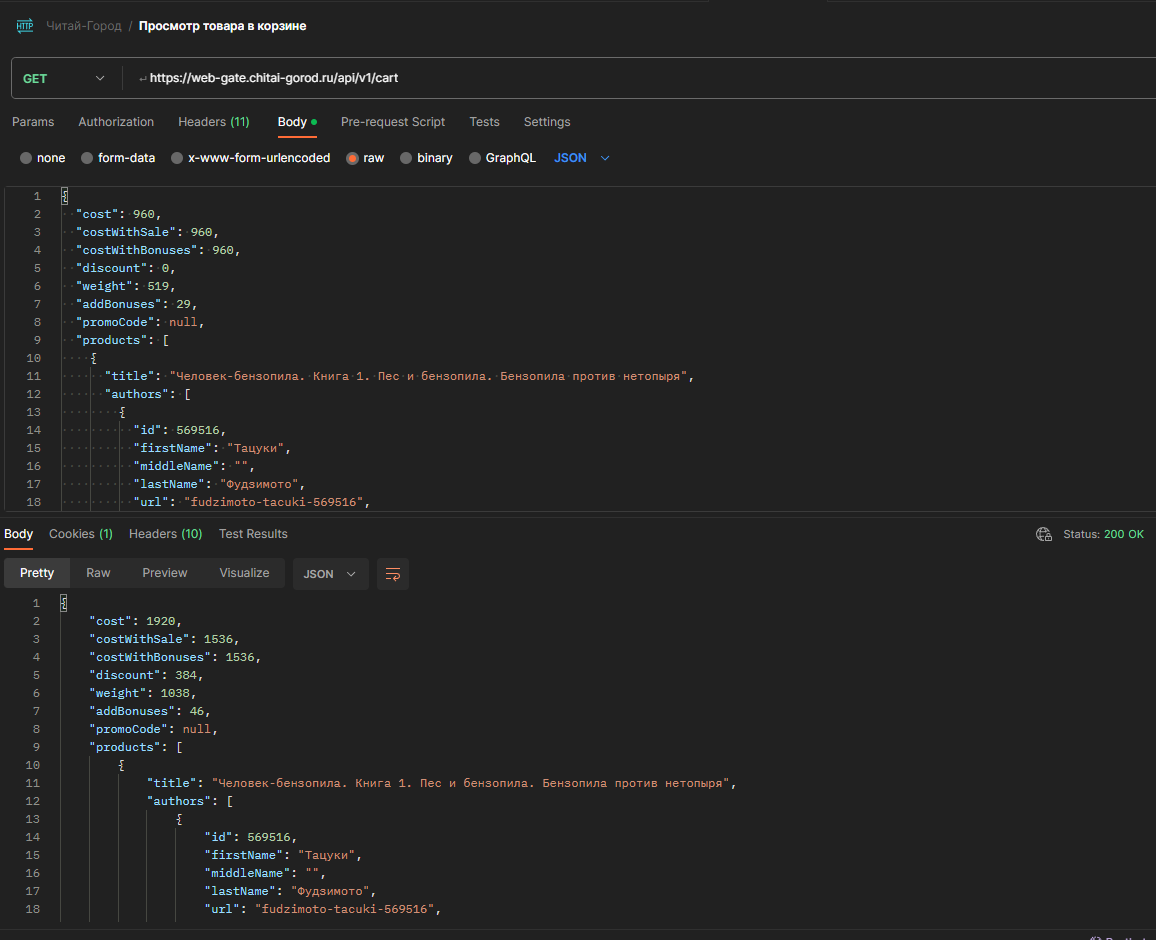 HTTP Читай-Город / Просмотр товара в корзине
GET https://web-gate.chitai-gorod.ru/api/v1/cart
Params Authorization Headers (11) Body Pre-request Script Tests Settings
none form-data x-www-form-urlencoded raw binary GraphQL JSON
1 {
2 "cost": 960,
3 "costWithSale": 960,
4 "costWithBonuses": 960,
5 "discount": 0,
6 "weight": 519,
7 "addBonuses": 29,
8 "promoCode": null,
9 "products": [
10 {
11 "title": "Человек-бензопила. Книга 1. Пес и бензопила. Бензопила против нетопыря",
12 "authors": [
13 {
14 "id": 569516,
15 "firstName": "Тацуки",
16 "middleName": "",
17 "lastName": "Фудзимото",
18 "url": "fudzimoto-tacuki-569516",
Body Cookies (1) Headers (10) Test Results Status: 200 OK
Pretty Raw Preview Visualize JSON
1 {
2 "cost": 1920,
3 "costWithSale": 1536,
4 "costWithBonuses": 1536,
5 "discount": 384,
6 "weight": 1038,
7 "addBonuses": 46,
8 "promoCode": null,
9 "products": [
10 {
11 "title": "Человек-бензопила. Книга 1. Пес и бензопила. Бензопила против нетопыря",
12 "authors": [
13 {
14 "id": 569516,
15 "firstName": "Тацуки",
16 "middleName": "",
17 "lastName": "Фудзимото",
18 "url": "fudzimoto-tacuki-569516",